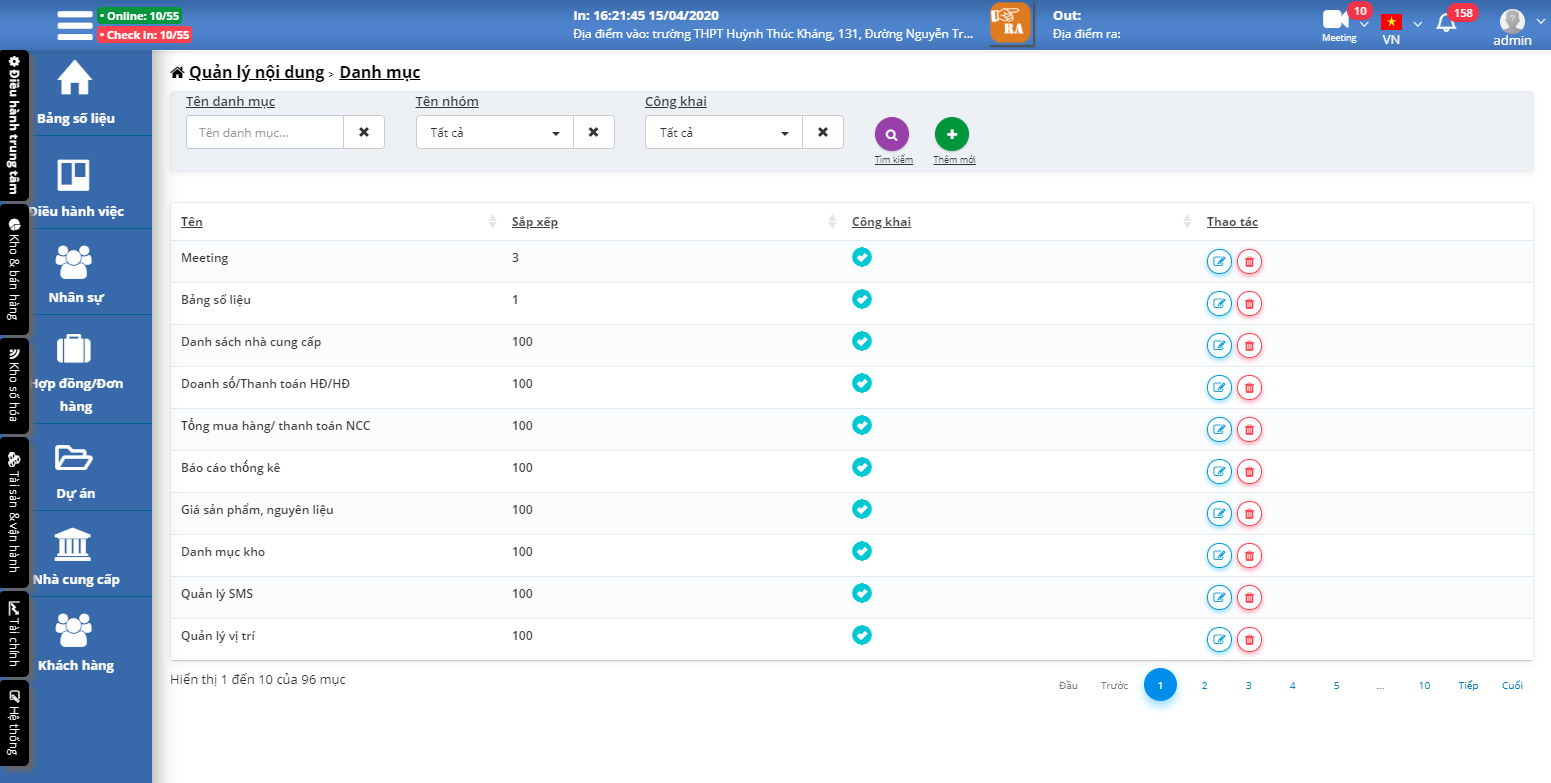 • Online: 10/55
• Check In: 10/55
In: 16:21:45 15/04/2020
Địa điểm vào: trường THPT Huỳnh Thúc Kháng, 131, Đường Nguyễn Tr...
RA
Out:
Địa điểm ra:
Meeting
10
VN
158
admin
Điều hành trung tâm
Kho & bán hàng
Kho số hóa
Tài sản & vận hành
Tài chính
Hệ thống
Bảng số liệu
Điều hành việc
Nhân sự
Hợp đồng/Đơn
hàng
Dự án
Nhà cung cấp
Khách hàng
Quản lý nội dung > Danh mục
Tên danh mục
Tên nhóm
Công khai
Tên danh mục...
Tất cả
Tất cả
Tìm kiếm
Thêm mới
Tên Sắp xếp Công khai Thao tác
Meeting 3
Bảng số liệu 1
Danh sách nhà cung cấp 100
Doanh số/Thanh toán HĐ/HĐ 100
Tổng mua hàng/ thanh toán NCC 100
Báo cáo thống kê 100
Giá sản phẩm, nguyên liệu 100
Danh mục kho 100
Quản lý SMS 100
Quản lý vị trí 100
Hiển thị 1 đến 10 của 96 mục
Đầu Trước 1 2 3 4 5 ... 10 Tiếp Cuối